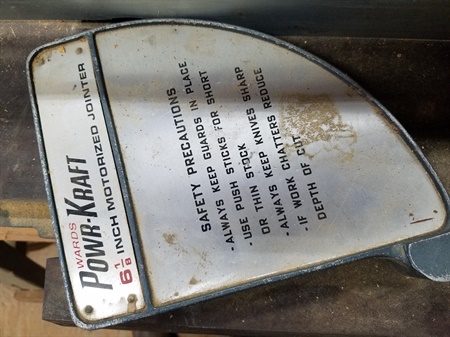 WARDS
POWR-KRAFT
6 1/8 INCH MOTORIZED JOINTER
SAFETY PRECAUTIONS
- ALWAYS KEEP GUARDS IN PLACE
- USE PUSH STICKS FOR SHORT
OR THIN STOCK
- ALWAYS KEEP KNIVES SHARP
- IF WORK CHATTERS REDUCE
DEPTH OF CUT